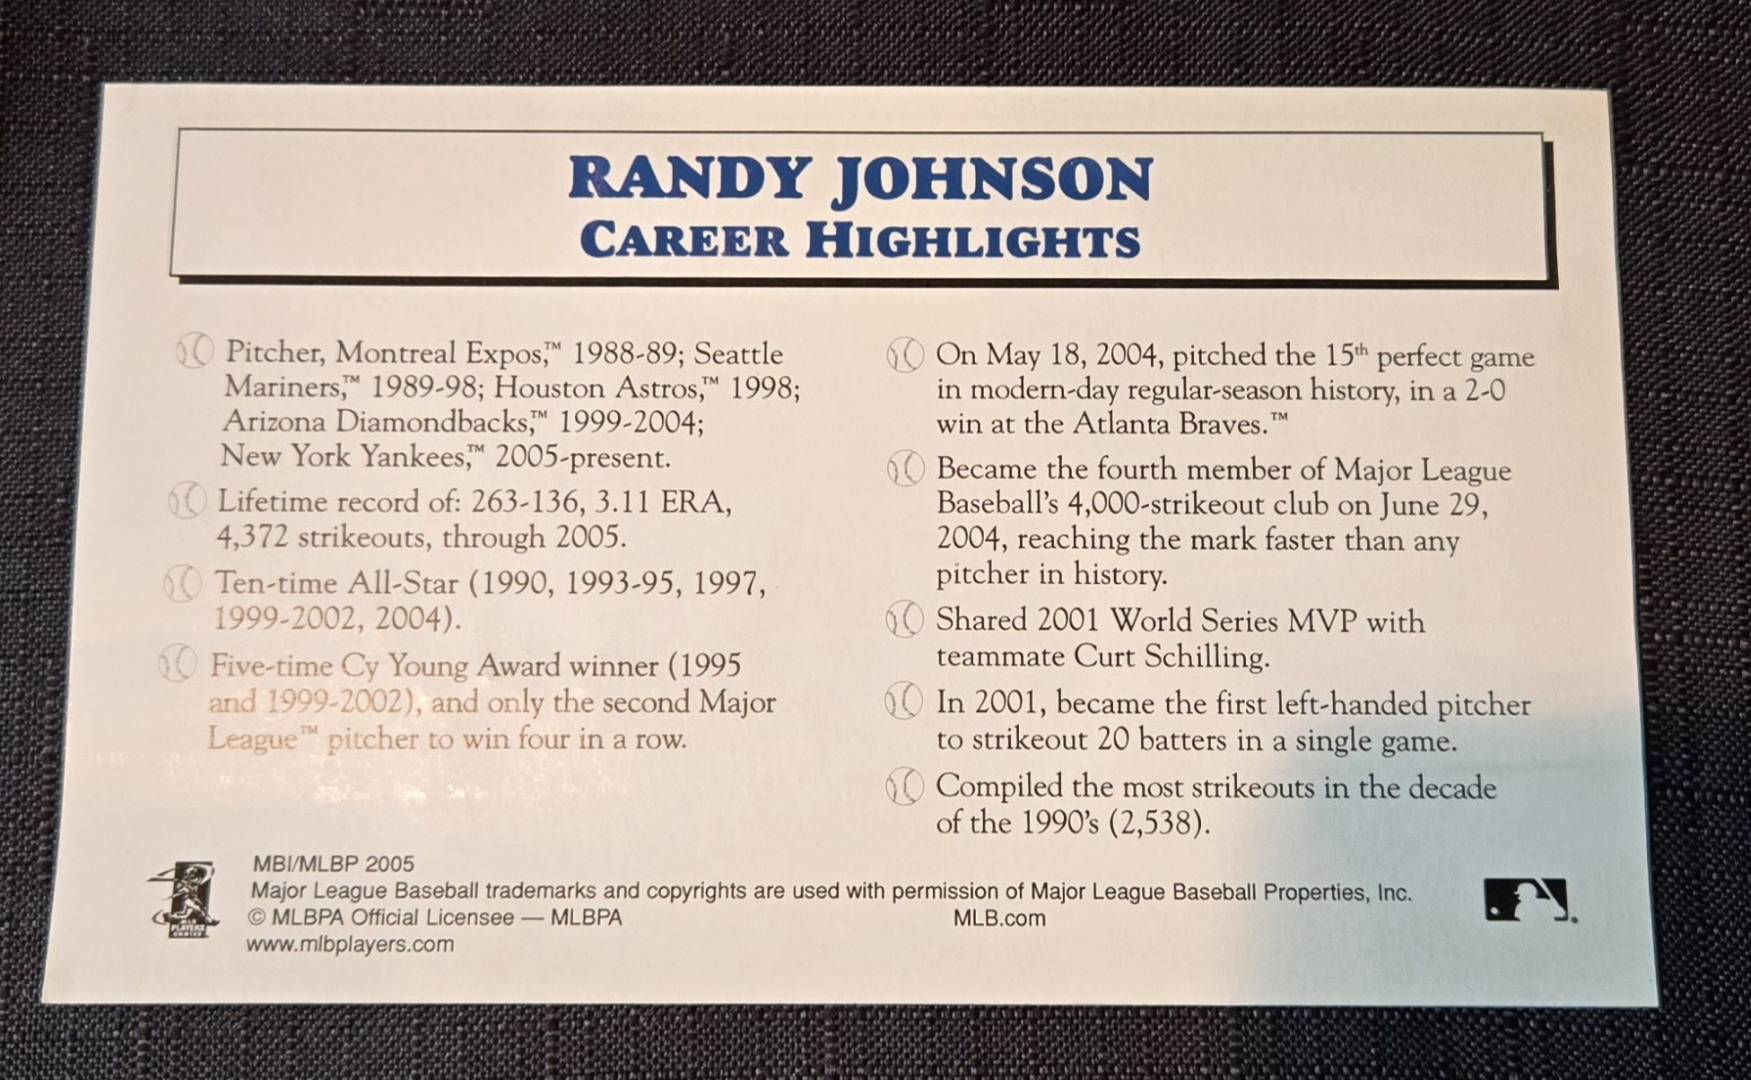 RANDY JOHNSON
CAREER HIGHLIGHTS
Pitcher, Montreal Expos,™ 1988-89; Seattle
Mariners,™ 1989-98; Houston Astros,™ 1998;
Arizona Diamondbacks,™ 1999-2004;
New York Yankees,™ 2005-present.
Lifetime record of: 263-136, 3.11 ERA,
4,372 strikeouts, through 2005.
Ten-time All-Star (1990, 1993-95, 1997,
1999-2002, 2004).
Five-time Cy Young Award winner (1995
and 1999-2002), and only the second Major
League™ pitcher to win four in a row.
On May 18, 2004, pitched the 15th perfect game
in modern-day regular-season history, in a 2-0
win at the Atlanta Braves.™
Became the fourth member of Major League
Baseball's 4,000-strikeout club on June 29,
2004, reaching the mark faster than any
pitcher in history.
Shared 2001 World Series MVP with
teammate Curt Schilling.
In 2001, became the first left-handed pitcher
to strikeout 20 batters in a single game.
Compiled the most strikeouts in the decade
of the 1990's (2,538).
MBI/MLBP 2005
Major League Baseball trademarks and copyrights are used with permission of Major League Baseball Properties, Inc.
© MLBPA Official Licensee — MLBPA MLB.com
www.mlbplayers.com
PLAYERS